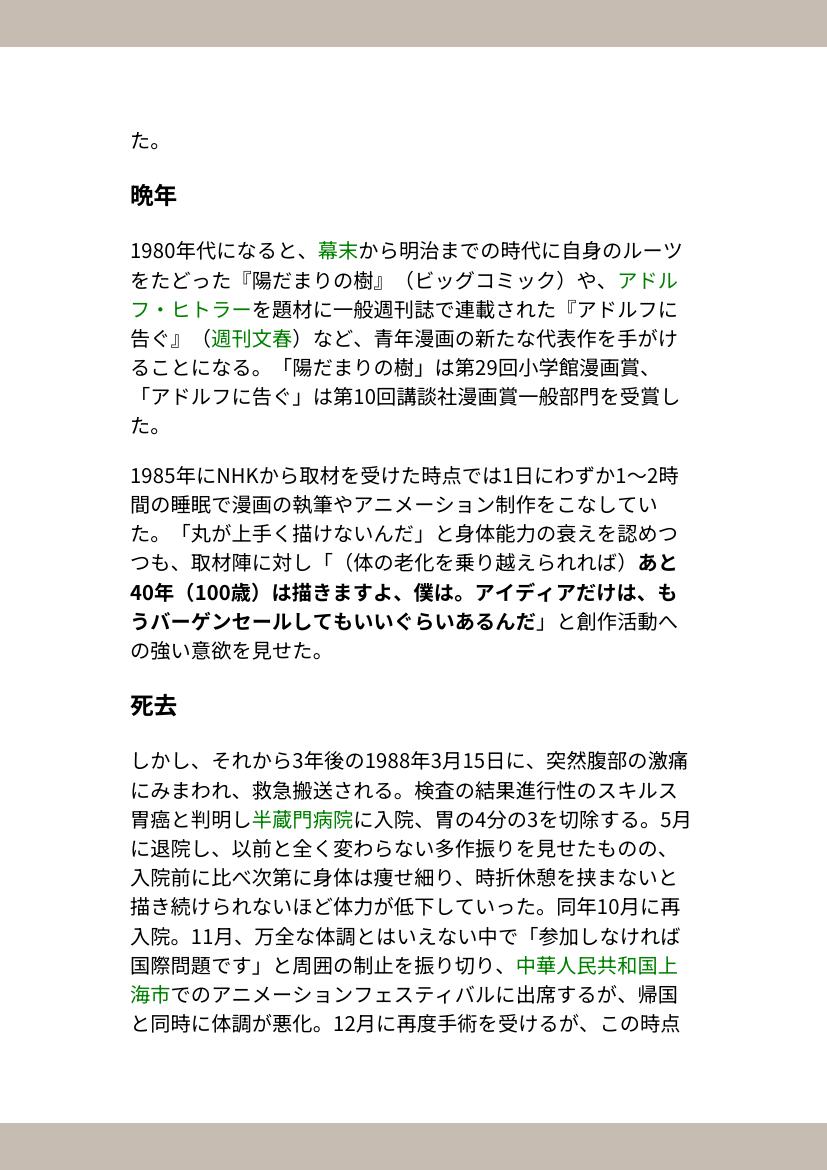 た。
晩年
1980年代になると、幕末から明治までの時代に自身のルーツ
をたどった『陽だまりの樹』（ビッグコミック）や、アドル
フ・ヒトラーを題材に一般週刊誌で連載された『アドルフに
告ぐ』（週刊文春）など、青年漫画の新たな代表作を手がけ
ることになる。「陽だまりの樹」は第29回小学館漫画賞、
「アドルフに告ぐ」は第10回講談社漫画賞一般部門を受賞し
た。
1985年にNHKから取材を受けた時点では1日にわずか1〜2時
間の睡眠で漫画の執筆やアニメーション制作をこなしてい
た。「丸が上手く描けないんだ」と身体能力の衰えを認めつ
つも、取材陣に対し「（体の老化を乗り越えられれば）あと
40年（100歳）は描きますよ、僕は。アイディアだけは、も
うバーゲンセールしてもいいぐらいあるんだ」と創作活動へ
の強い意欲を見せた。
死去
しかし、それから3年後の1988年3月15日に、突然腹部の激痛
にみまわれ、救急搬送される。検査の結果進行性のスキルス
胃癌と判明し半蔵門病院に入院、胃の4分の3を切除する。5月
に退院し、以前と全く変わらない多作振りを見せたものの、
入院前に比べ次第に身体は痩せ細り、時折休憩を挟まないと
描き続けられないほど体力が低下していった。同年10月に再
入院。11月、万全な体調とはいえない中で「参加しなければ
国際問題です」と周囲の制止を振り切り、中華人民共和国上
海市でのアニメーションフェスティバルに出席するが、帰国
と同時に体調が悪化。12月に再度手術を受けるが、この時点